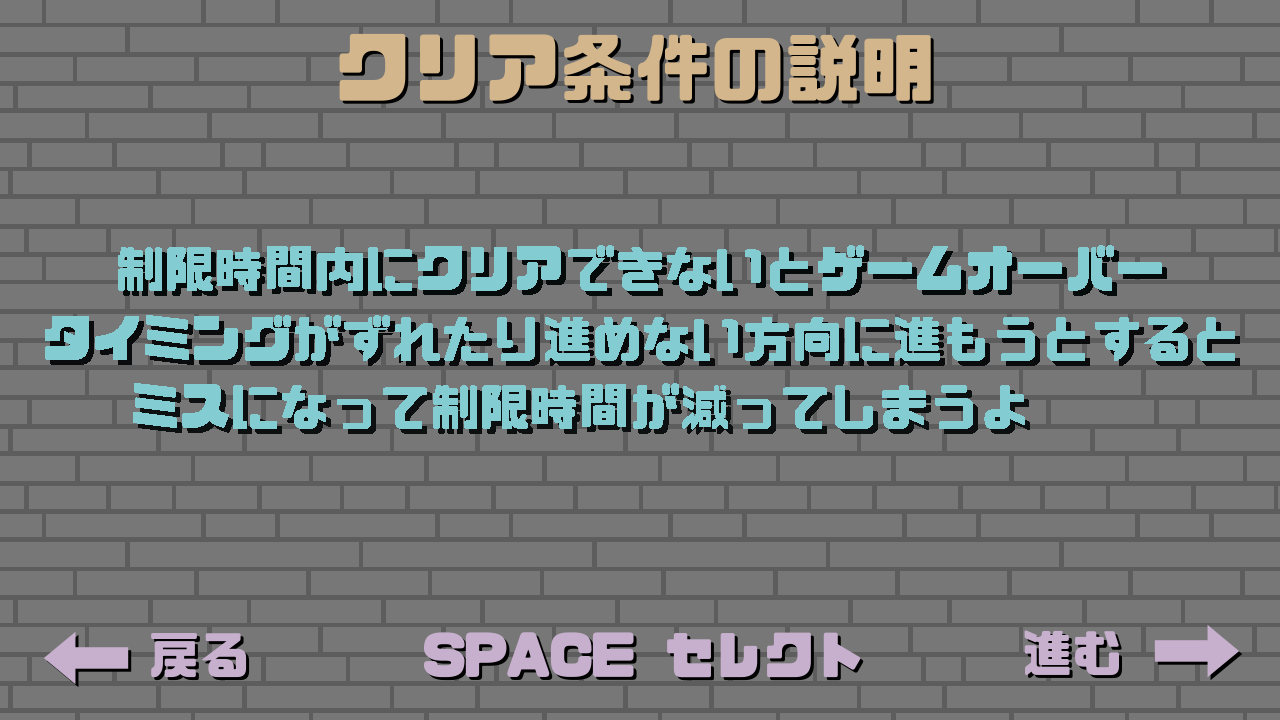 クリア条件の説明
制限時間内にクリアできないとゲームオーバー
タイミングがずれたり進めない方向に進もうとすると
ミスになって制限時間が減ってしまうよ
戻る SPACE セレクト 進む